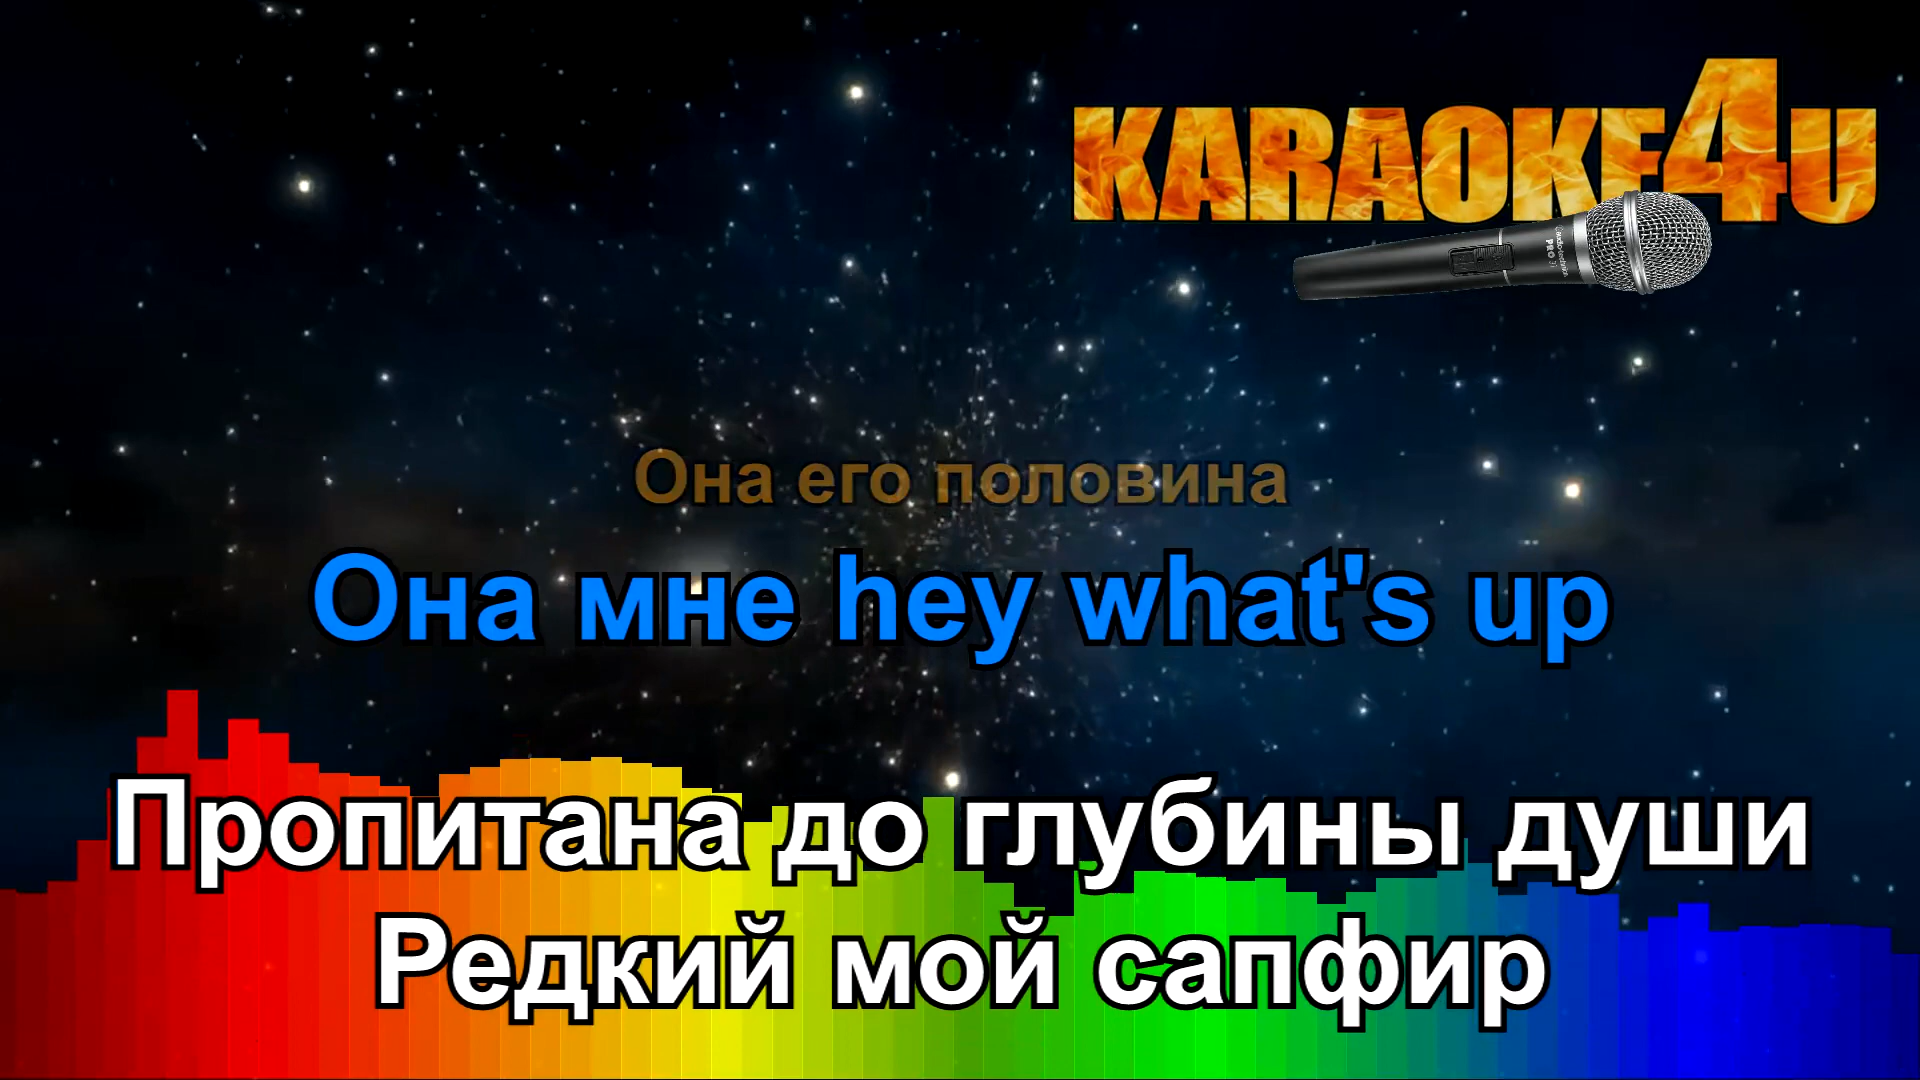 KARAOKE4U
Она его половина
Она мне hey what's up
Пропитана до глубины души
Редкий мой сапфир